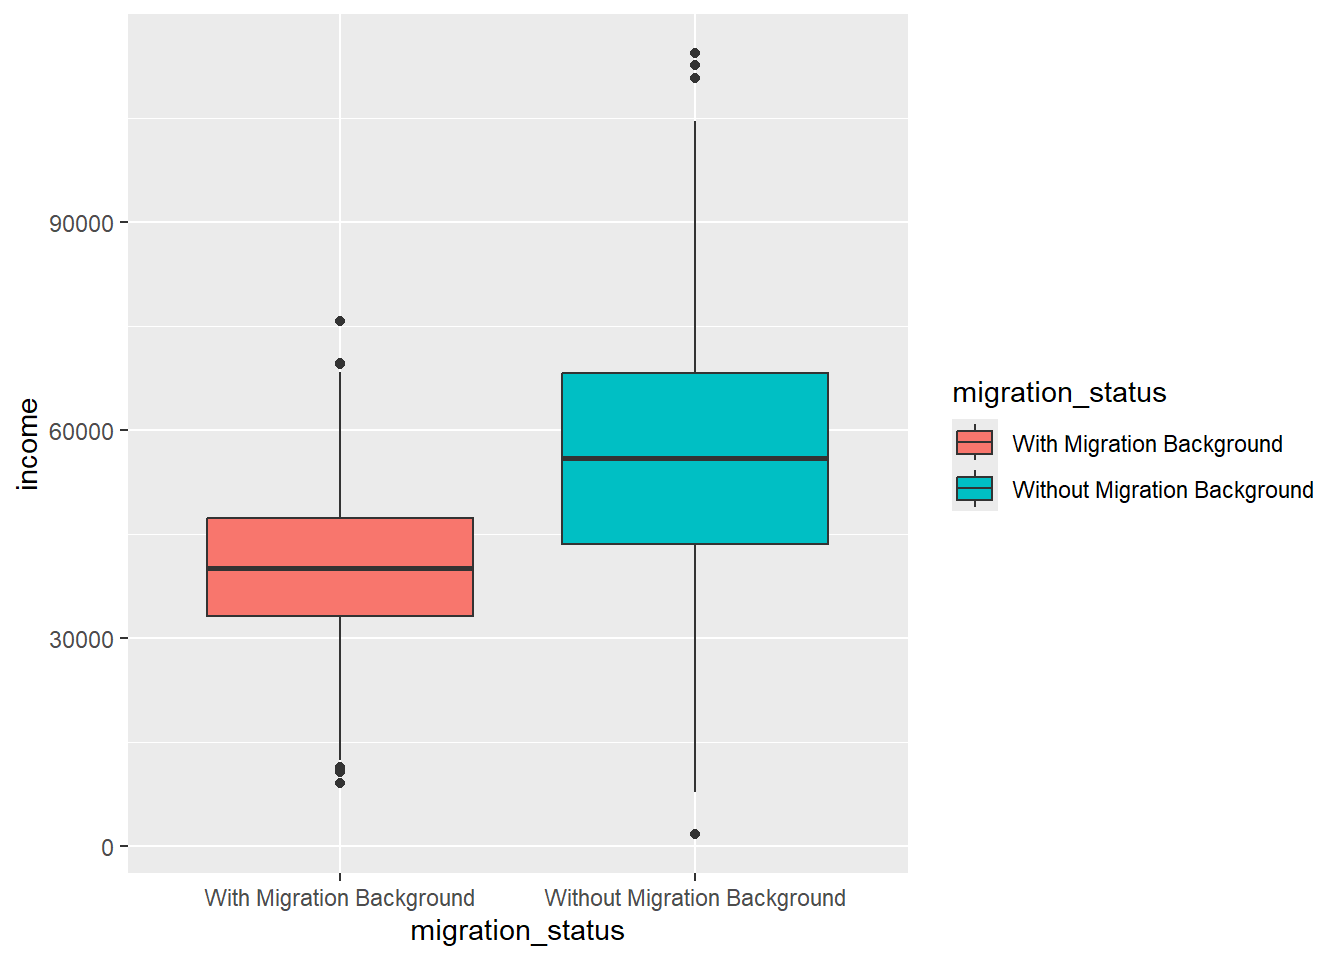 income
90000
60000
30000
0
With Migration Background
Without Migration Background
migration_status
migration_status
With Migration Background
Without Migration Background